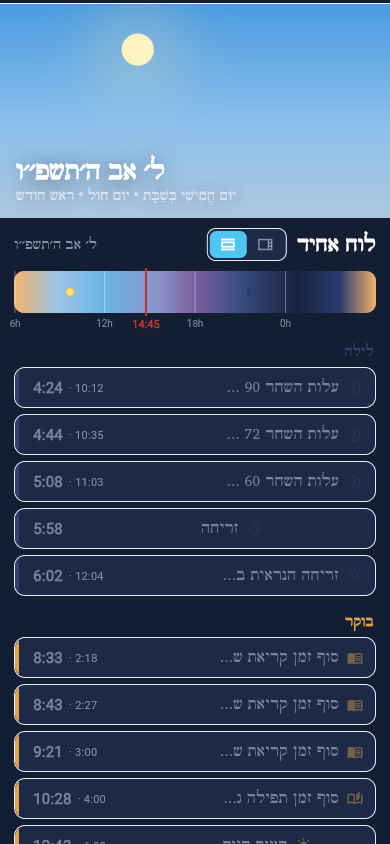 ל׳ אב ה׳תשפ״ו
יוֹם חֲמִישִׁי בְּשַׁבָּת • יום חול • ראש חודש
לוח אחיד
ל׳ אב ה׳תשפ״ו
6h 12h 14:45 18h 0h
לילה
עלות השחר 90 ... 4:24 · 10:12
עלות השחר 72 ... 4:44 · 10:35
עלות השחר 60 ... 5:08 · 11:03
זריחה 5:58
זריחה הנראית ב... 6:02 · 12:04
בוקר
סוף זמן קריאת ש... 8:33 · 2:18
סוף זמן קריאת ש... 8:43 · 2:27
סוף זמן קריאת ש... 9:21 · 3:00
סוף זמן תפילה ג... 10:28 · 4:00